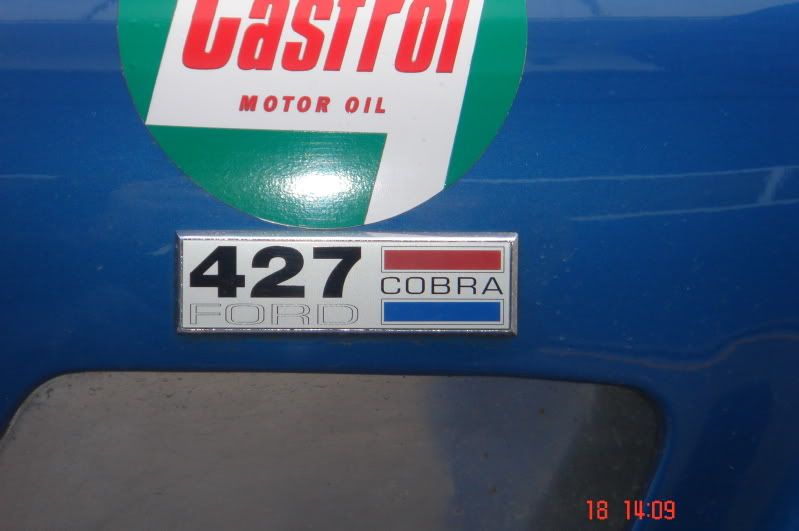 Castrol
MOTOR OIL
427
FORD
COBRA
18 14:09